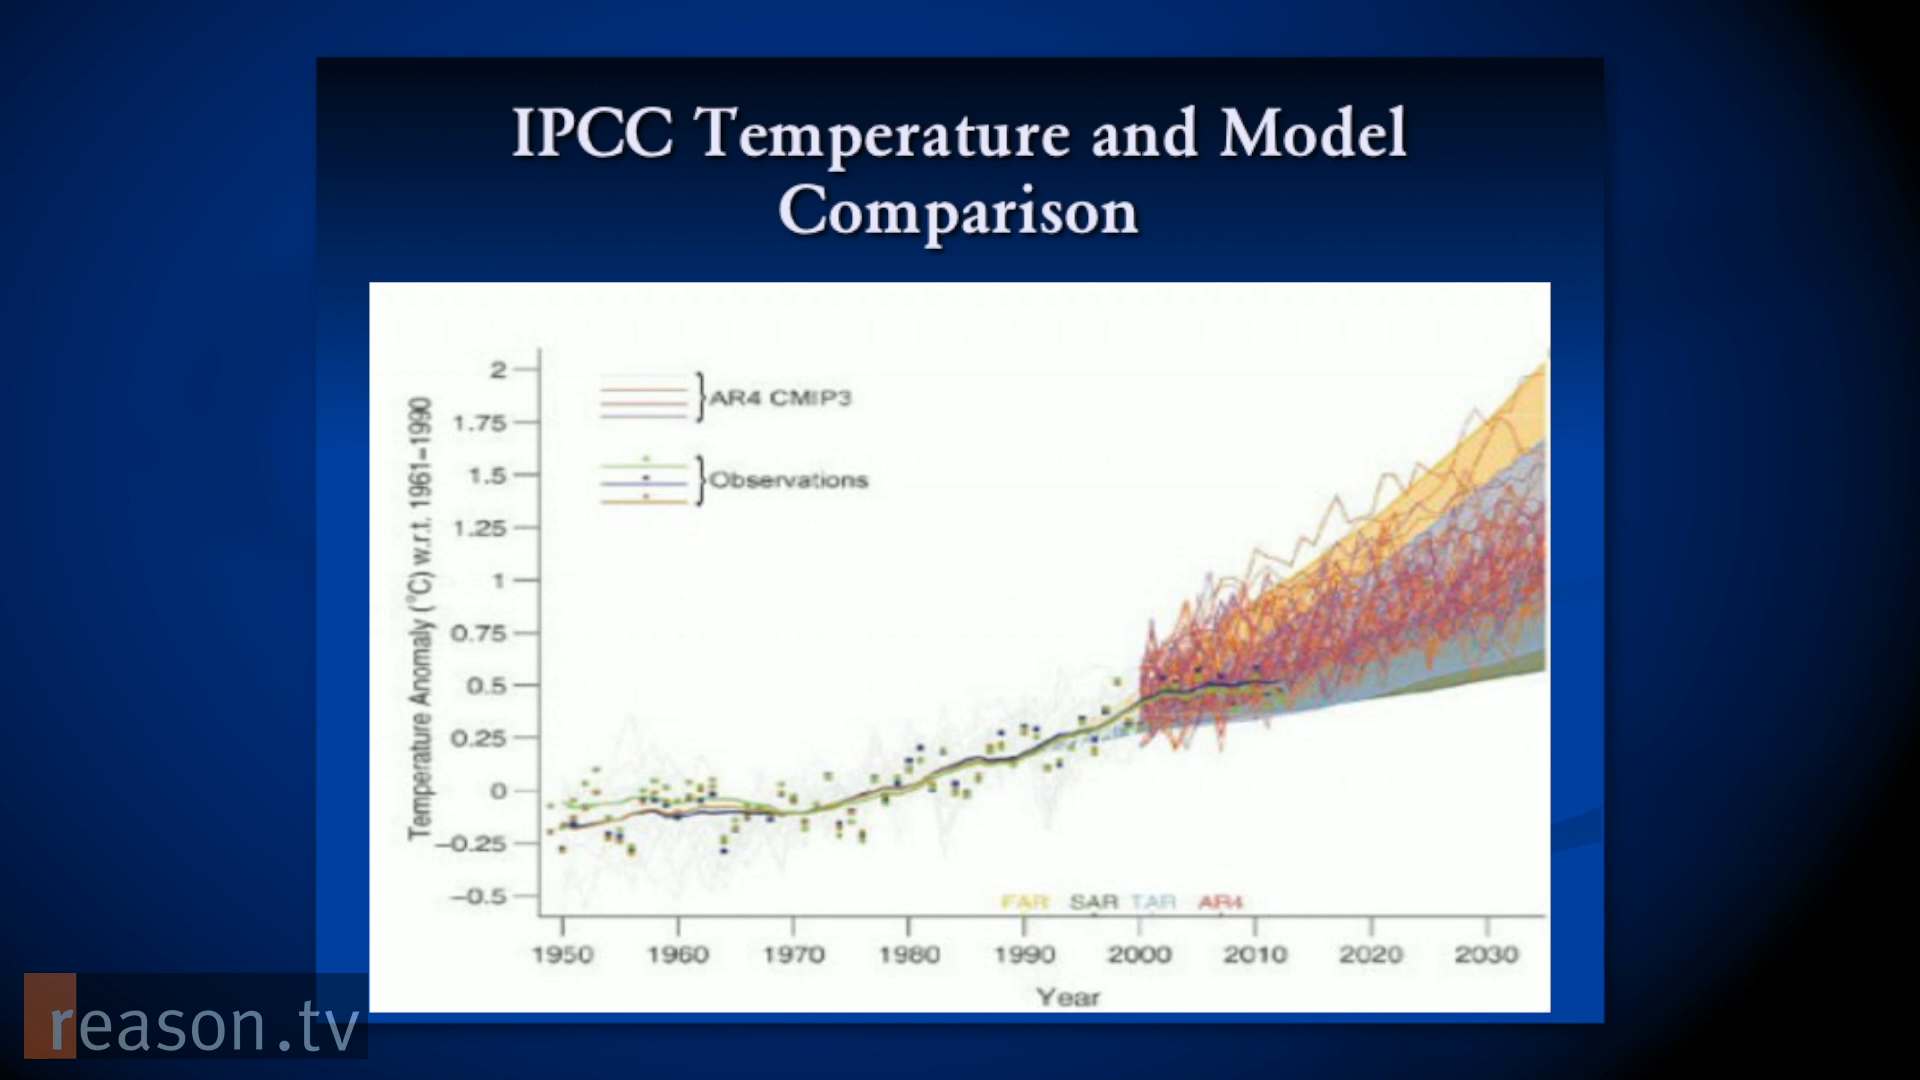 IPCC Temperature and Model
Comparison
Temperature Anomaly (°C) w.r.t. 1961–1990
2
1.75
1.5
1.25
1
0.75
0.5
0.25
0
−0.25
−0.5
AR4 CMIP3
Observations
FAR SAR TAR AR4
1950 1960 1970 1980 1990 2000 2010 2020 2030
Year
reason.tv